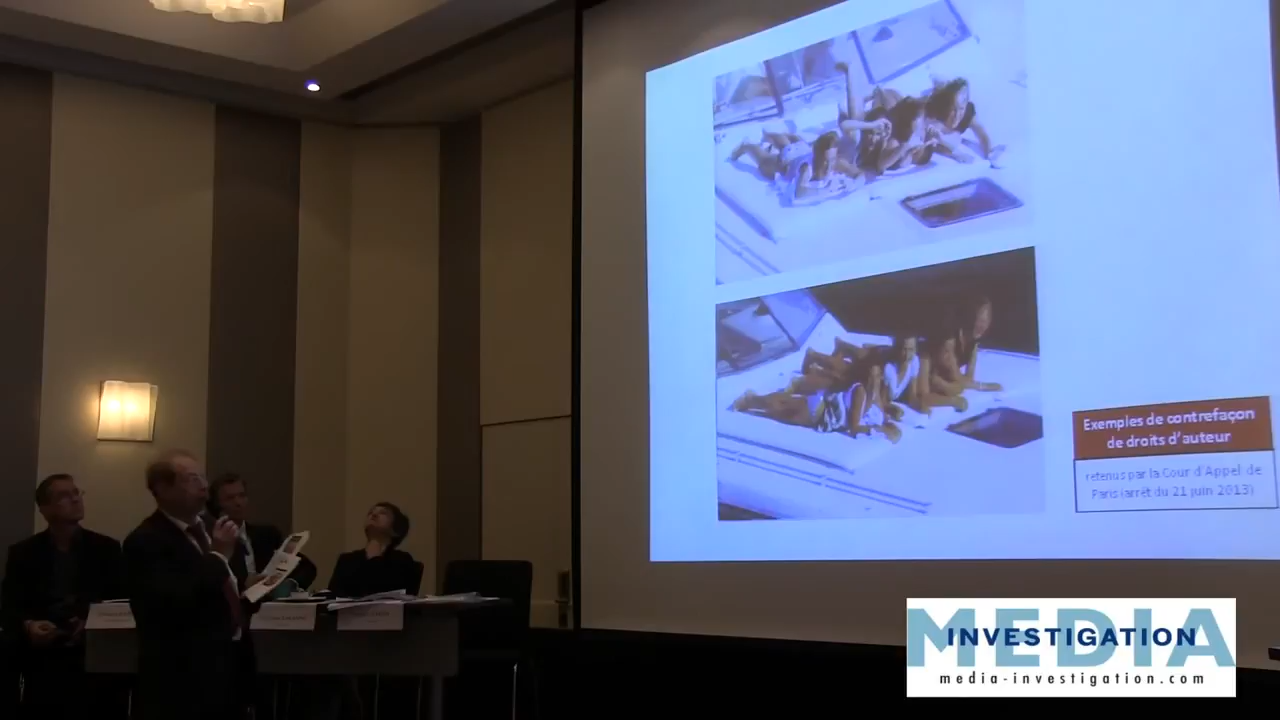 Exemples de contrefaçon
de droits d'auteur
retenus par la Cour d'Appel de
Paris (arrêt du 21 juin 2013)
MEDIA
INVESTIGATION
media-investigation.com